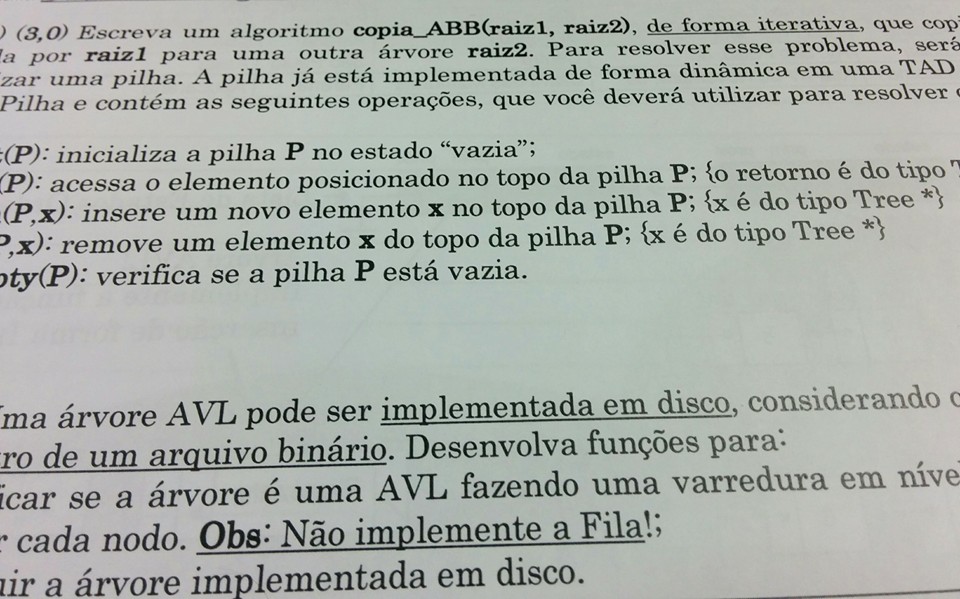 ) (3,0) Escreva um algoritmo copia_ABB(raiz1, raiz2), de forma iterativa, que copi
la por raiz1 para uma outra árvore raiz2. Para resolver esse problema, será
izar uma pilha. A pilha já está implementada de forma dinâmica em uma TAD
Pilha e contém as seguintes operações, que você deverá utilizar para resolver
(P): inicializa a pilha P no estado “vazia”;
(P): acessa o elemento posicionado no topo da pilha P; {o retorno é do tipo T
(P,x): insere um novo elemento x no topo da pilha P; {x é do tipo Tree *}
P,x): remove um elemento x do topo da pilha P; {x é do tipo Tree *}
pty(P): verifica se a pilha P está vazia.
ma árvore AVL pode ser implementada em disco, considerando
ro de um arquivo binário. Desenvolva funções para:
icar se a árvore é uma AVL fazendo uma varredura em níve
r cada nodo. Obs: Não implemente a Fila!;
uir a árvore implementada em disco.